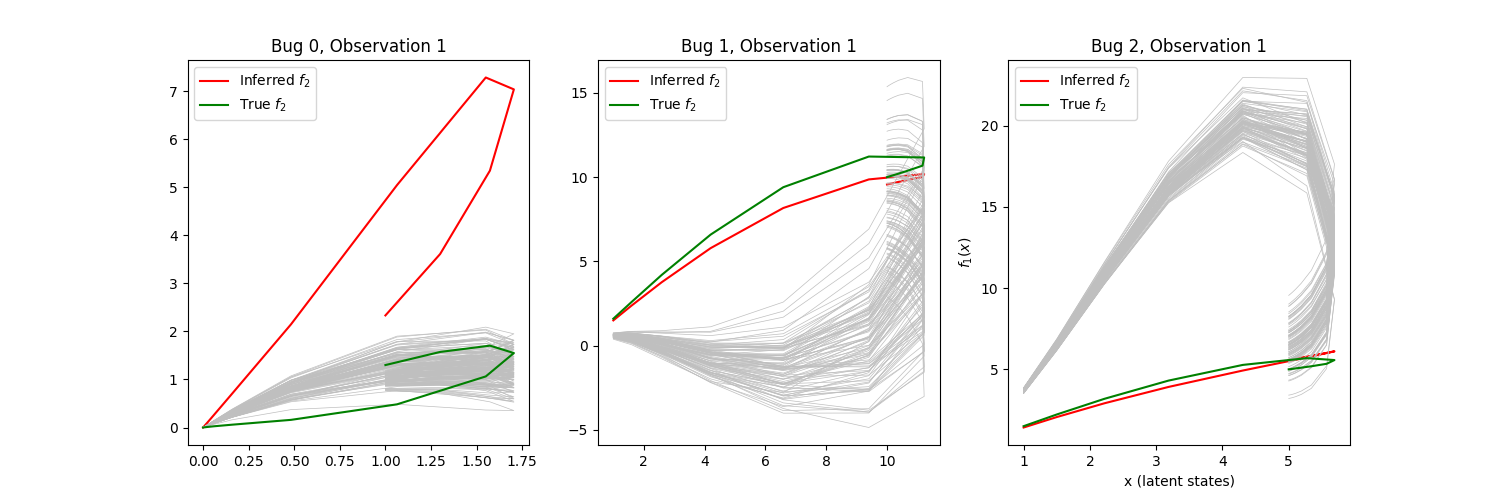 Bug 0, Observation 1
Inferred f₂
True f₂
7
6
5
4
3
2
1
0
0.00 0.25 0.50 0.75 1.00 1.25 1.50 1.75
Bug 1, Observation 1
Inferred f₂
True f₂
15
10
5
0
−5
2 4 6 8 10
Bug 2, Observation 1
Inferred f₂
True f₂
f₁(x)
20
15
10
5
1 2 3 4 5
x (latent states)